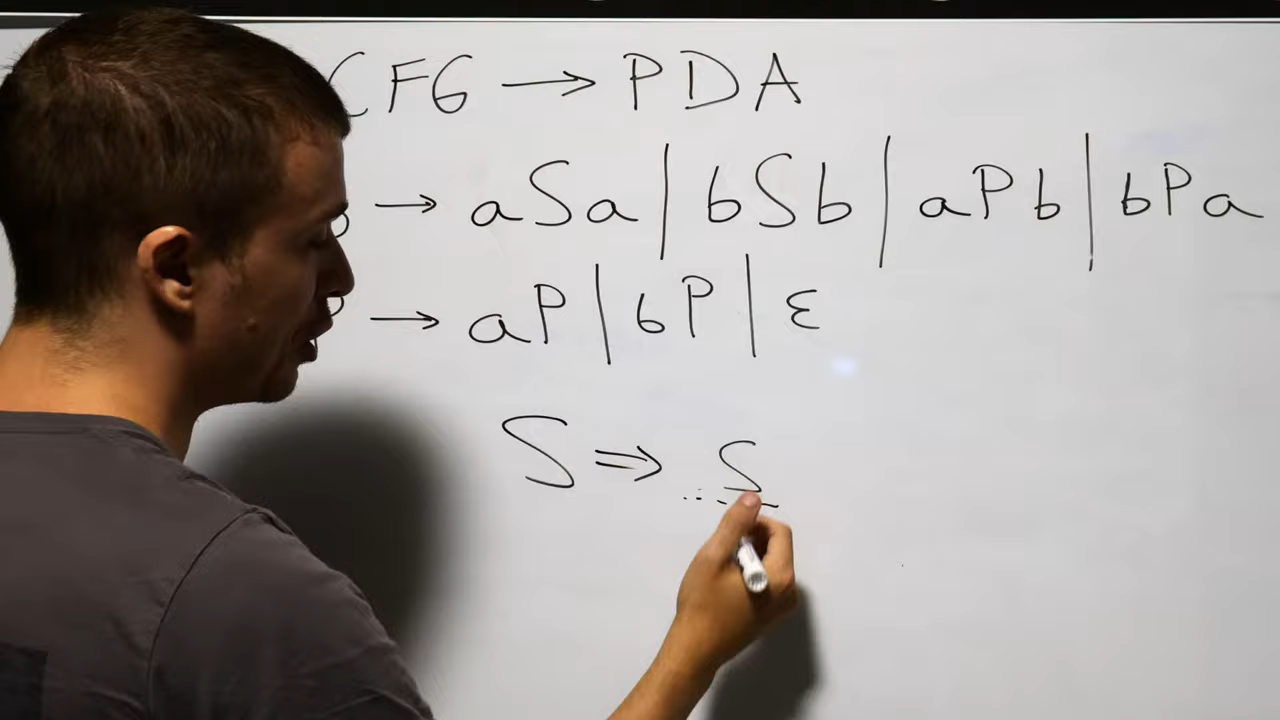 CFG → PDA
→ aSa | bSb | aPb | bPa
→ aP | bP | ε
S ⇒ ... S